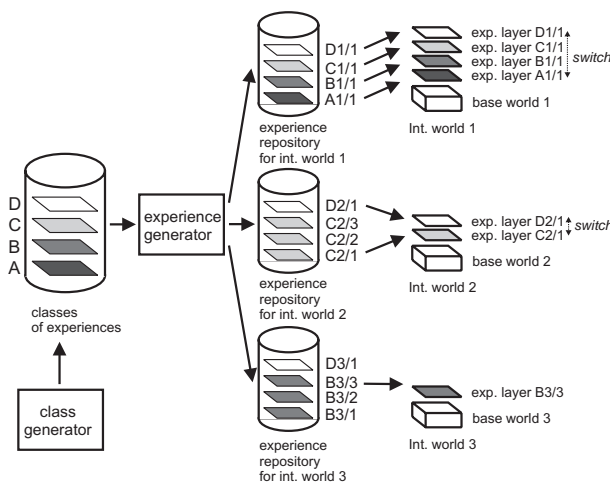 D
C
B
A
classes
of experiences
class
generator
experience
generator
D1/1
C1/1
B1/1
A1/1
experience
repository
for int. world 1
exp. layer D1/1
exp. layer C1/1
exp. layer B1/1
exp. layer A1/1
switch
base world 1
Int. world 1
D2/1
C2/3
C2/2
C2/1
experience
repository
for int. world 2
exp. layer D2/1
exp. layer C2/1
switch
base world 2
Int. world 2
D3/1
B3/3
B3/2
B3/1
experience
repository
for int. world 3
exp. layer B3/3
base world 3
Int. world 3